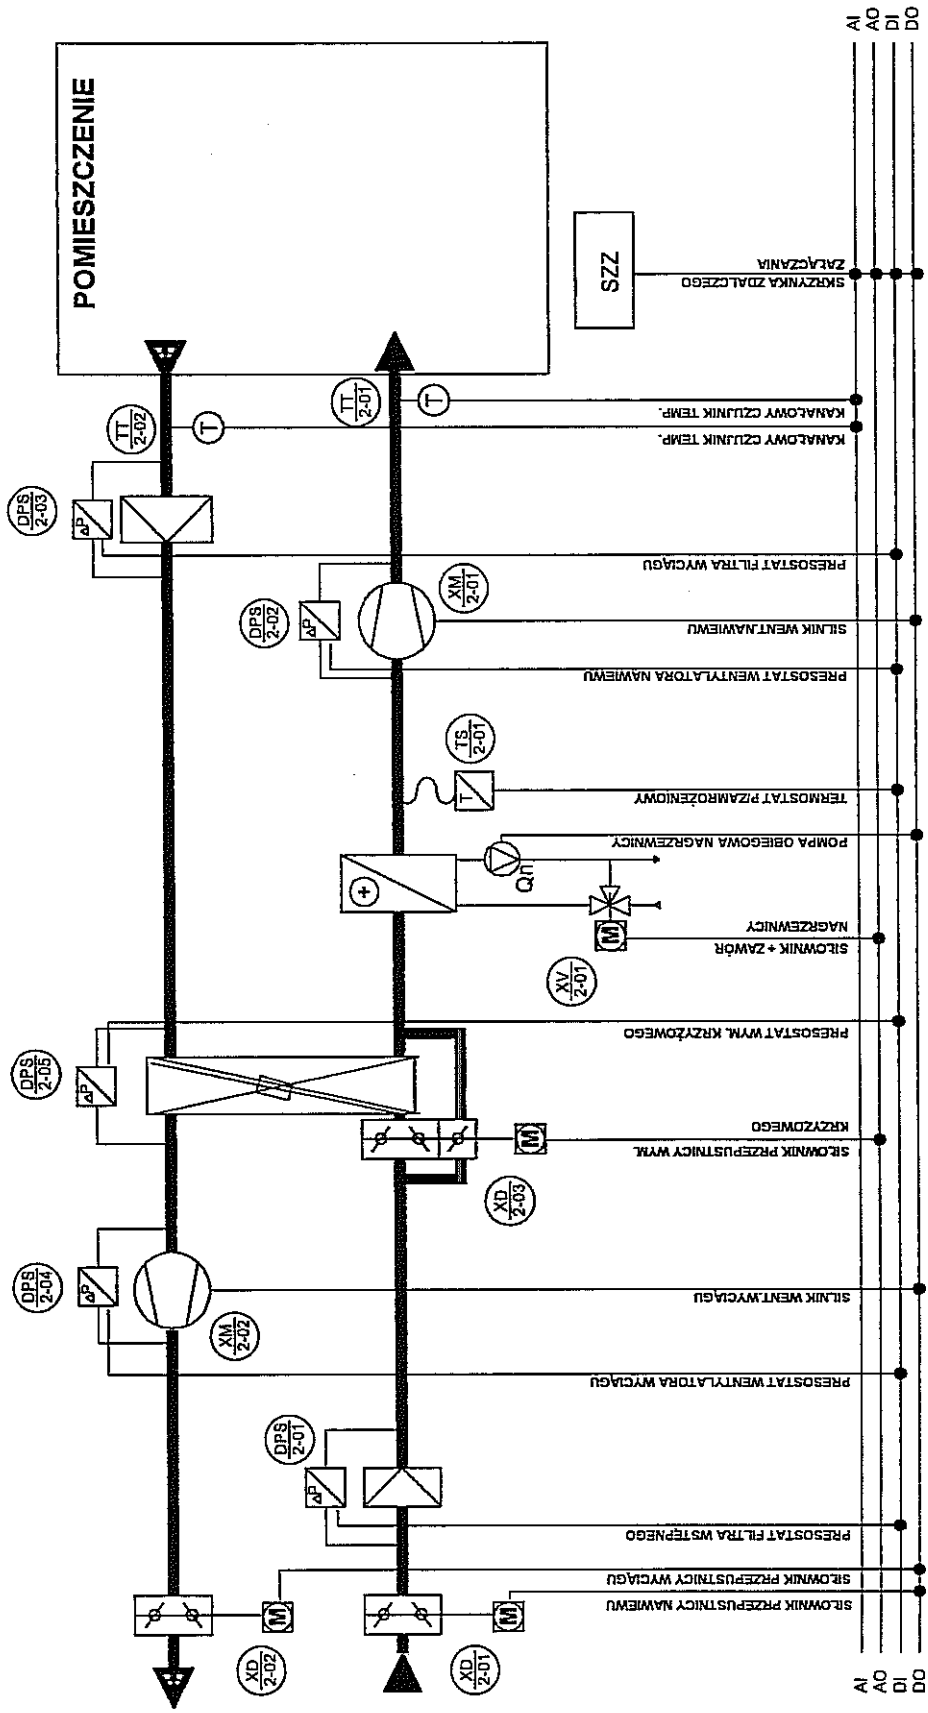 POMIESZCZENIE
SZZ
AI
AO
DI
DO
DPS
2-03
TT
2-02
T
TT
2-01
T
ΔP
DPS
2-02
ΔP
XM
2-01
TS
2-01
T
+
Qn
M
XV
2-01
DPS
2-05
ΔP
M
XD
2-03
DPS
2-04
ΔP
XM
2-02
DPS
2-01
ΔP
M
XD
2-02
M
XD
2-01
SKRZYNKA ZDALCZEGO
ZAŁĄCZANIA
KANAŁOWY CZUJNIK TEMP.
KANAŁOWY CZUJNIK TEMP.
PRESOSTAT FILTRA WYCIĄGU
SILNIK WENT.NAWIEWU
PRESOSTAT WENTYLATORA NAWIEWU
TERMOSTAT P/ZAMROŻENIOWY
POMPA OBIEGOWA NAGRZEWNICY
SIŁOWNIK + ZAWÓR
NAGRZEWNICY
PRESOSTAT WYM. KRZYŻOWEGO
SIŁOWNIK PRZEPUSTNICY WYM.
KRZYŻOWEGO
SILNIK WENT.WYCIĄGU
PRESOSTAT WENTYLATORA WYCIĄGU
PRESOSTAT FILTRA WSTĘPNEGO
SIŁOWNIK PRZEPUSTNICY WYCIĄGU
SIŁOWNIK PRZEPUSTNICY NAWIEWU
AI
AO
DI
DO